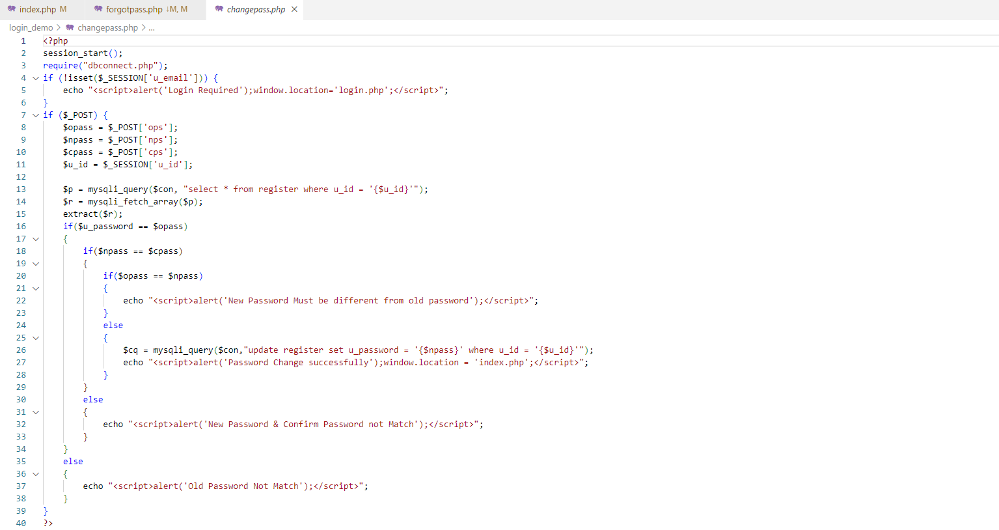 index.php M forgotpass.php ↓M, M changepass.php ×
login_demo > changepass.php > ...
1 <?php
2 session_start();
3 require("dbconnect.php");
4 if (!isset($_SESSION['u_email'])) {
5     echo "<script>alert('Login Required');window.location='login.php';</script>";
6 }
7 if ($_POST) {
8     $opass = $_POST['ops'];
9     $npass = $_POST['nps'];
10     $cpass = $_POST['cps'];
11     $u_id = $_SESSION['u_id'];
12
13     $p = mysqli_query($con, "select * from register where u_id = '{$u_id}'");
14     $r = mysqli_fetch_array($p);
15     extract($r);
16     if($u_password == $opass)
17     {
18         if($npass == $cpass)
19         {
20             if($opass == $npass)
21             {
22                 echo "<script>alert('New Password Must be different from old password');</script>";
23             }
24             else
25             {
26                 $cq = mysqli_query($con,"update register set u_password = '{$npass}' where u_id = '{$u_id}'");
27                 echo "<script>alert('Password Change successfully');window.location = 'index.php';</script>";
28             }
29         }
30         else
31         {
32             echo "<script>alert('New Password & Confirm Password not Match');</script>";
33         }
34     }
35     else
36     {
37         echo "<script>alert('Old Password Not Match');</script>";
38     }
39 }
40 ?>